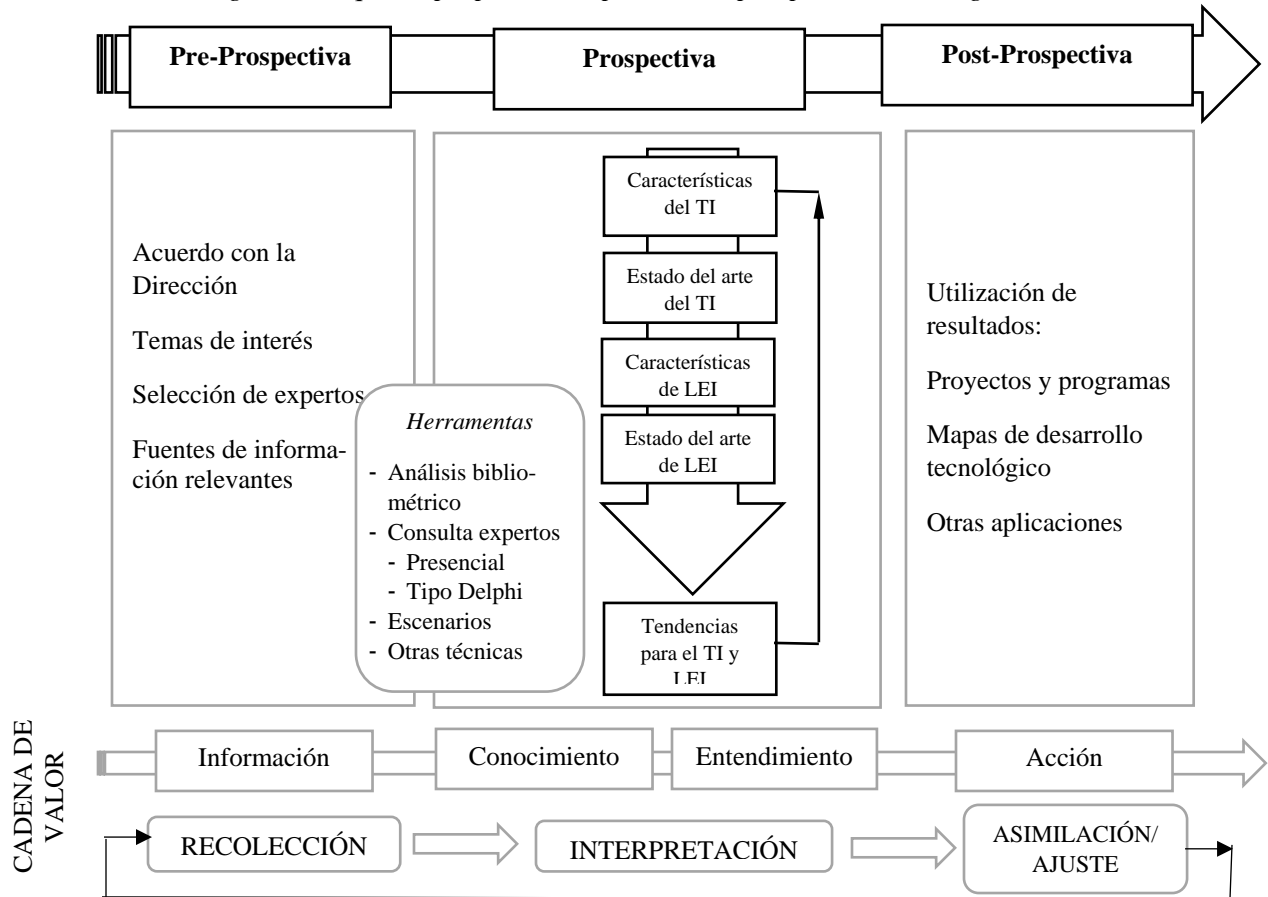 Pre-Prospectiva
Prospectiva
Post-Prospectiva
Acuerdo con la
Dirección
Temas de interés
Selección de expertos
Fuentes de informa-
ción relevantes
Herramentas
- Análisis biblio-
métrico
- Consulta expertos
- Presencial
- Tipo Delphi
- Escenarios
- Otras técnicas
Características
del TI
Estado del arte
del TI
Características
de LEI
Estado del arte
de LEI
Tendencias
para el TI y
LEI
Utilización de
resultados:
Proyectos y programas
Mapas de desarrollo
tecnológico
Otras aplicaciones
CADENA DE
VALOR
Información
Conocimiento
Entendimiento
Acción
RECOLECCIÓN
INTERPRETACIÓN
ASIMILACIÓN/
AJUSTE